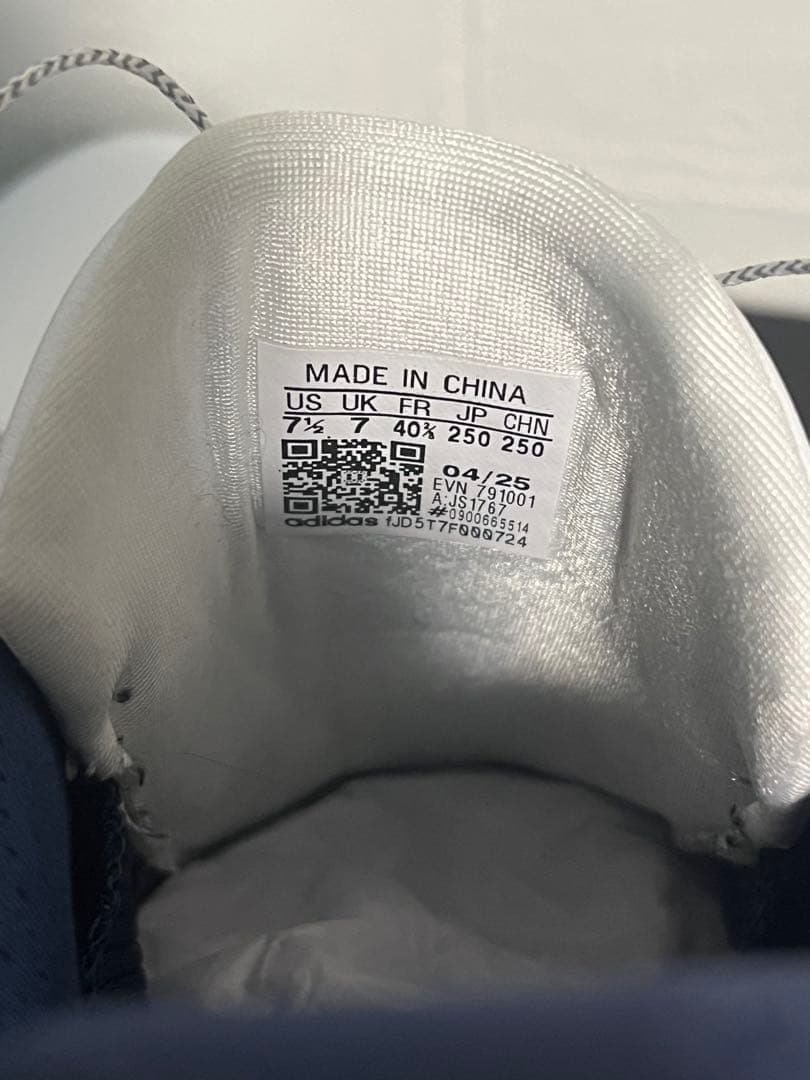 MADE IN CHINA
US UK FR JP CHN
7½ 7 40⅔ 250 250
04/25
EVN 791001
A:JS1767
#0900665514
adidas fJD5T7F000724